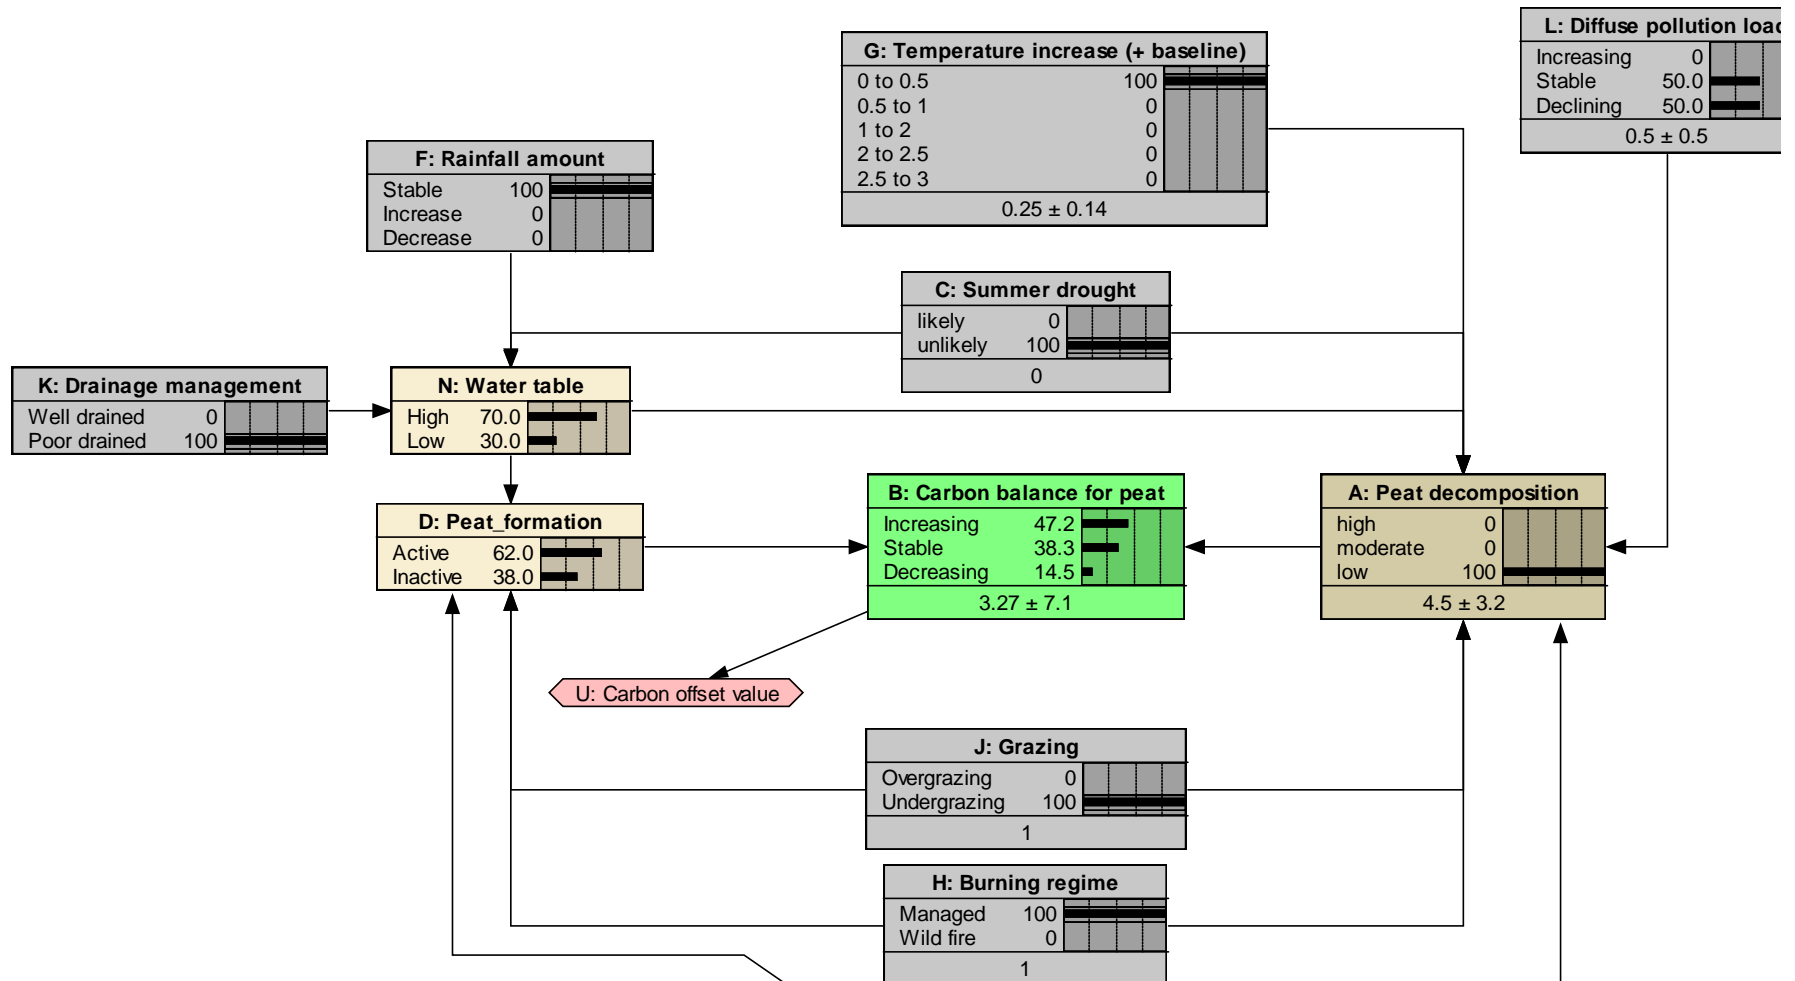 G: Temperature increase (+ baseline)
0 to 0.5 100
0.5 to 1 0
1 to 2 0
2 to 2.5 0
2.5 to 3 0
0.25 ± 0.14
L: Diffuse pollution load
Increasing 0
Stable 50.0
Declining 50.0
0.5 ± 0.5
F: Rainfall amount
Stable 100
Increase 0
Decrease 0
C: Summer drought
likely 0
unlikely 100
0
K: Drainage management
Well drained 0
Poor drained 100
N: Water table
High 70.0
Low 30.0
D: Peat_formation
Active 62.0
Inactive 38.0
B: Carbon balance for peat
Increasing 47.2
Stable 38.3
Decreasing 14.5
3.27 ± 7.1
A: Peat decomposition
high 0
moderate 0
low 100
4.5 ± 3.2
U: Carbon offset value
J: Grazing
Overgrazing 0
Undergrazing 100
1
H: Burning regime
Managed 100
Wild fire 0
1